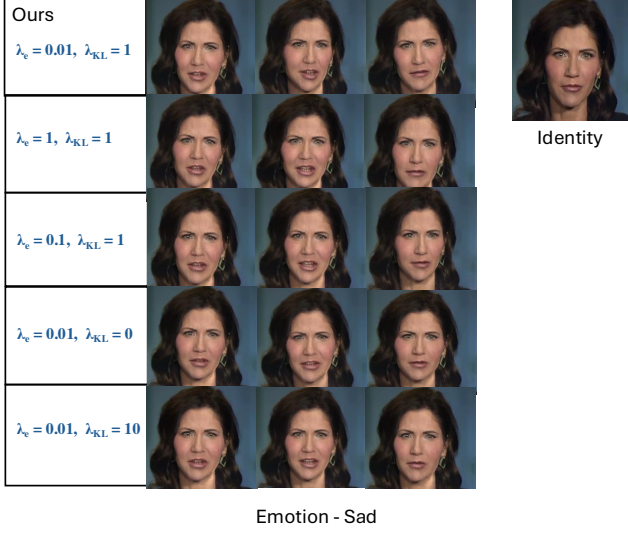 Ours
λe = 0.01, λKL = 1
λe = 1, λKL = 1
λe = 0.1, λKL = 1
λe = 0.01, λKL = 0
λe = 0.01, λKL = 10
Identity
Emotion - Sad